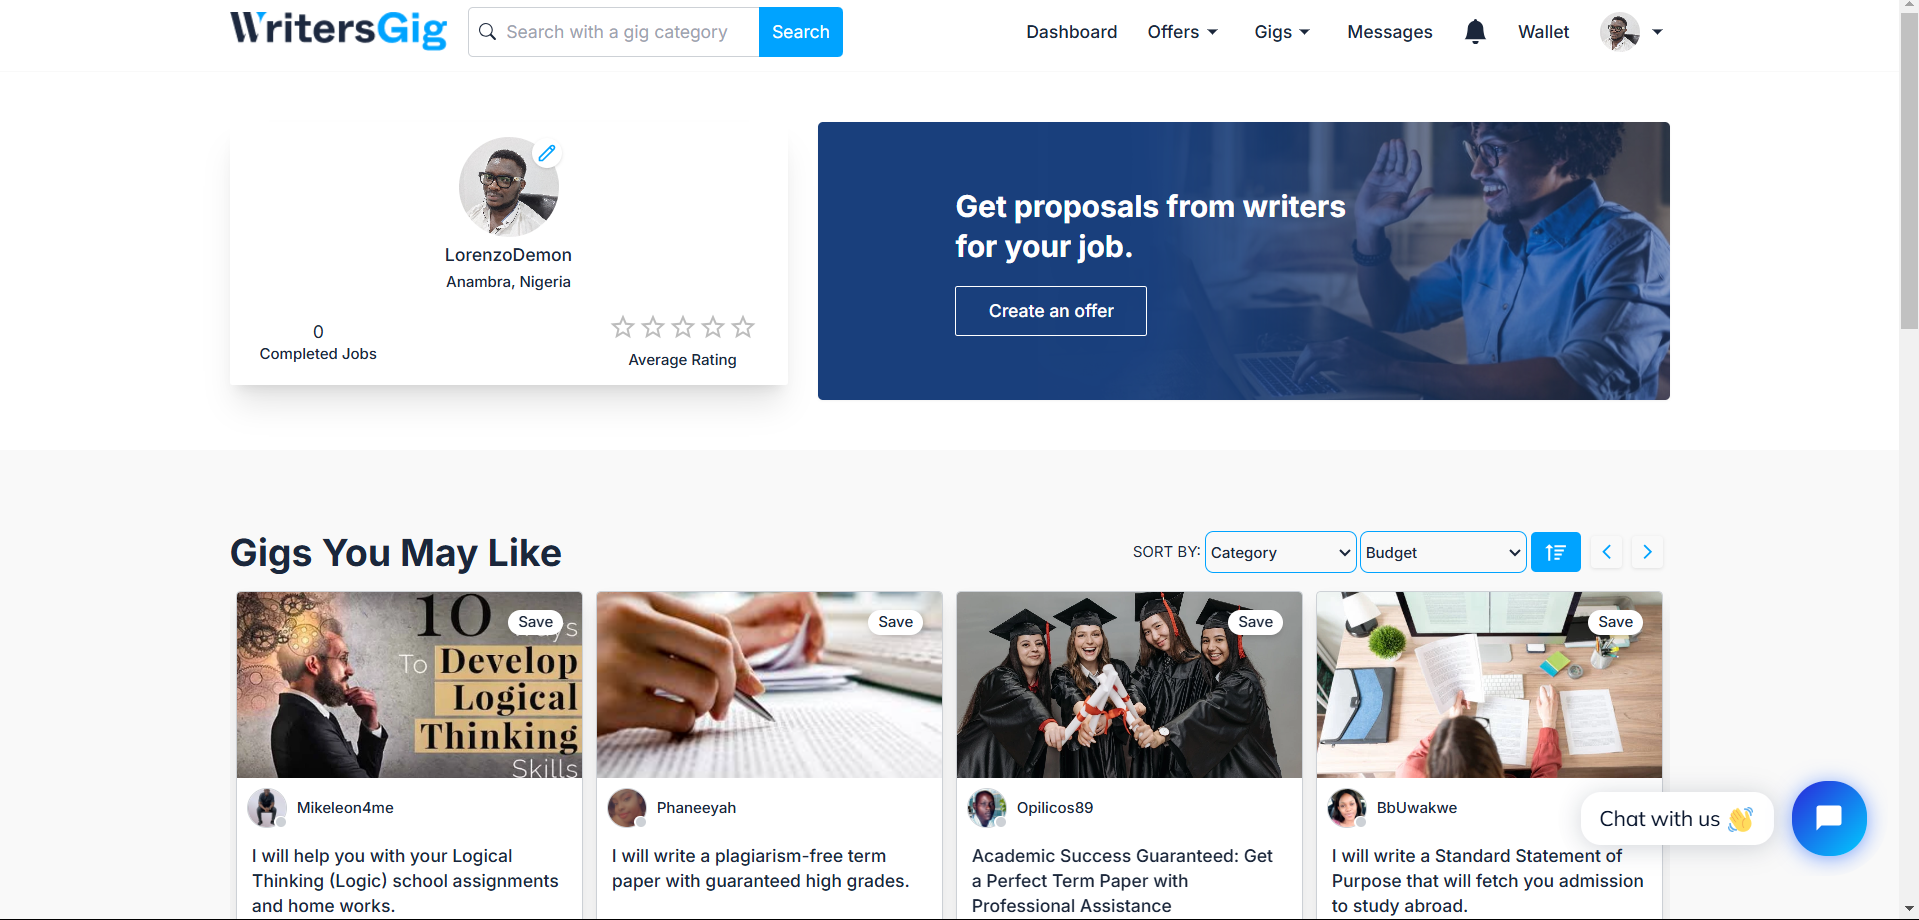 WritersGig
Search with a gig category
Search
Dashboard
Offers
Gigs
Messages
Wallet
LorenzoDemon
Anambra, Nigeria
0
Completed Jobs
Average Rating
Get proposals from writers
for your job.
Create an offer
Gigs You May Like
SORT BY:
Category
Budget
10
Save
To Develop
Logical
Thinking
Skills
Mikeleon4me
I will help you with your Logical
Thinking (Logic) school assignments
and home works.
Save
Phaneeyah
I will write a plagiarism-free term
paper with guaranteed high grades.
Save
Opilicos89
Academic Success Guaranteed: Get
a Perfect Term Paper with
Professional Assistance
Save
BbUwakwe
I will write a Standard Statement of
Purpose that will fetch you admission
to study abroad.
Chat with us 👋